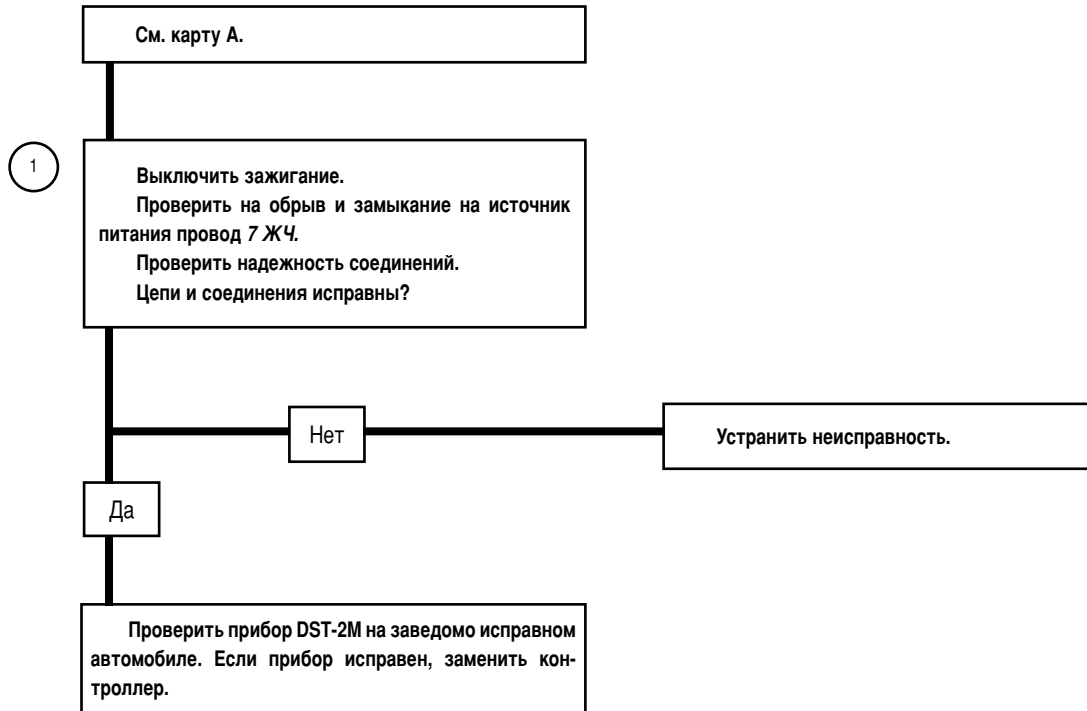 См. карту А.
1
Выключить зажигание.
Проверить на обрыв и замыкание на источник
питания провод 7 ЖЧ.
Проверить надежность соединений.
Цепи и соединения исправны?
Нет
Устранить неисправность.
Да
Проверить прибор DST-2M на заведомо исправном
автомобиле. Если прибор исправен, заменить кон-
троллер.